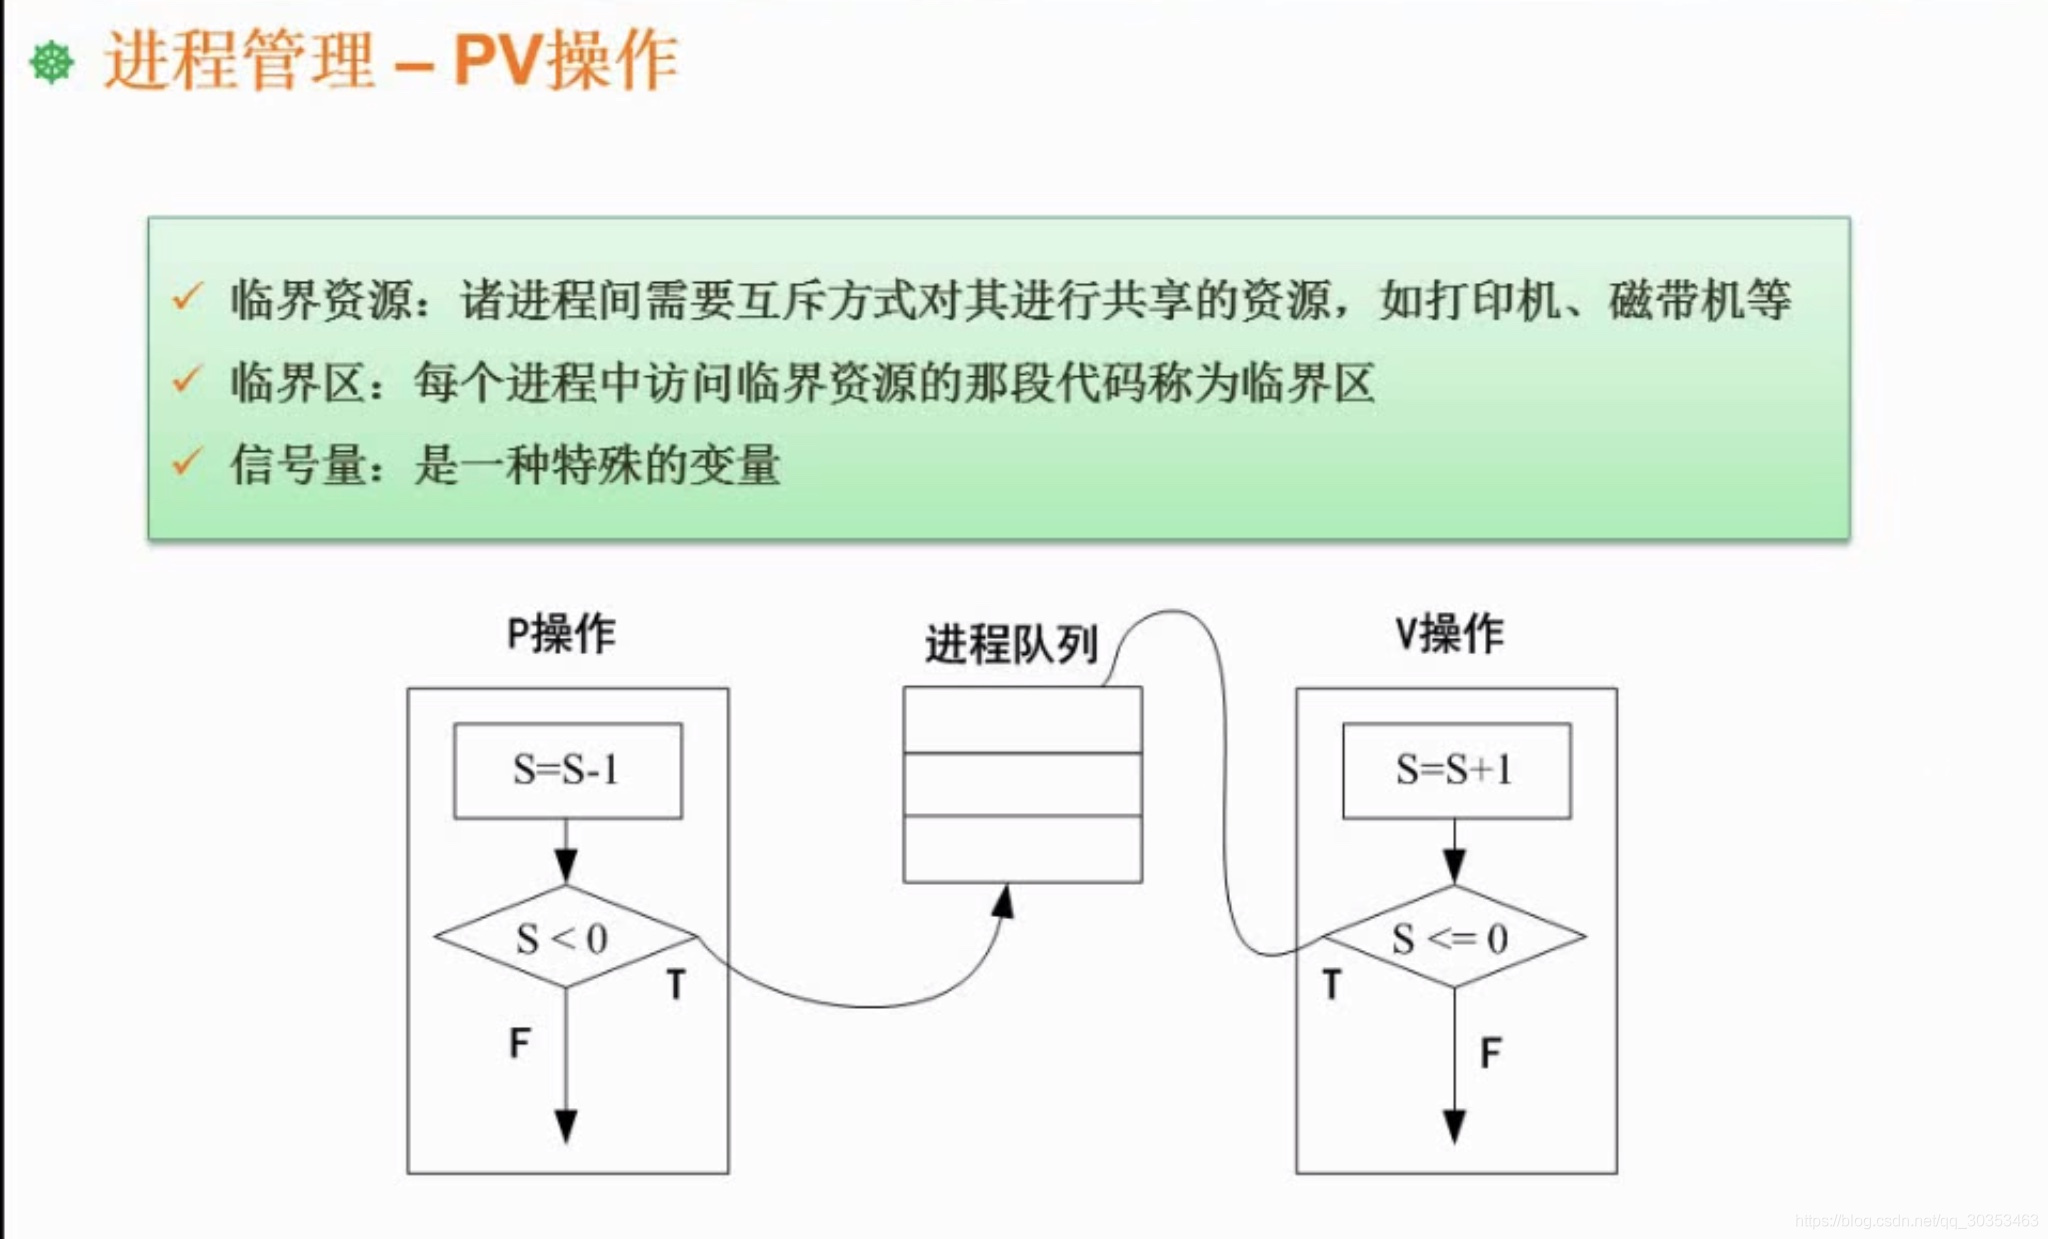 进程管理 – PV操作
临界资源：诸进程间需要互斥方式对其进行共享的资源，如打印机、磁带机等
临界区：每个进程中访问临界资源的那段代码称为临界区
信号量：是一种特殊的变量
P操作
进程队列
V操作
S=S-1
S=S+1
S < 0
S <= 0
T
T
F
F
https://blog.csdn.net/qq_30353463